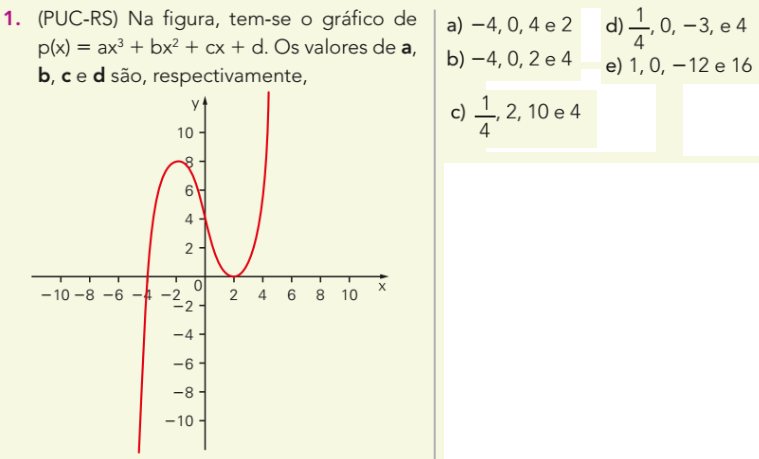 1. (PUC-RS) Na figura, tem-se o gráfico de
p(x) = ax³ + bx² + cx + d. Os valores de a,
b, c e d são, respectivamente,
a) −4, 0, 4 e 2
b) −4, 0, 2 e 4
c) 1/4, 2, 10 e 4
d) 1/4, 0, −3, e 4
e) 1, 0, −12 e 16
y
10
8
6
4
2
−10 −8 −6 −4 −2 0 2 4 6 8 10 x
−2
−4
−6
−8
−10